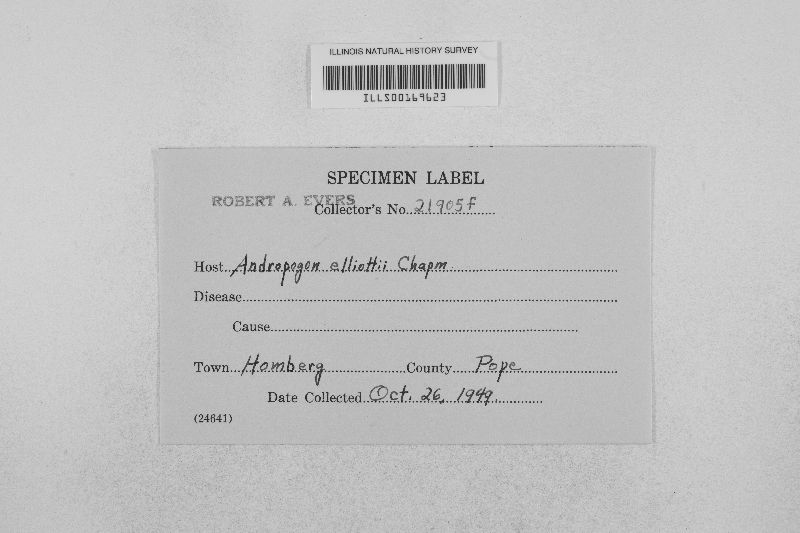 ILLINOIS NATURAL HISTORY SURVEY
ILLS00169623
SPECIMEN LABEL
ROBERT A. EVERS
Collector's No. 21905f
Host Andropogon elliottii Chapm
Disease
Cause
Town Homberg County Pope
Date Collected Oct. 26, 1949.
(24641)